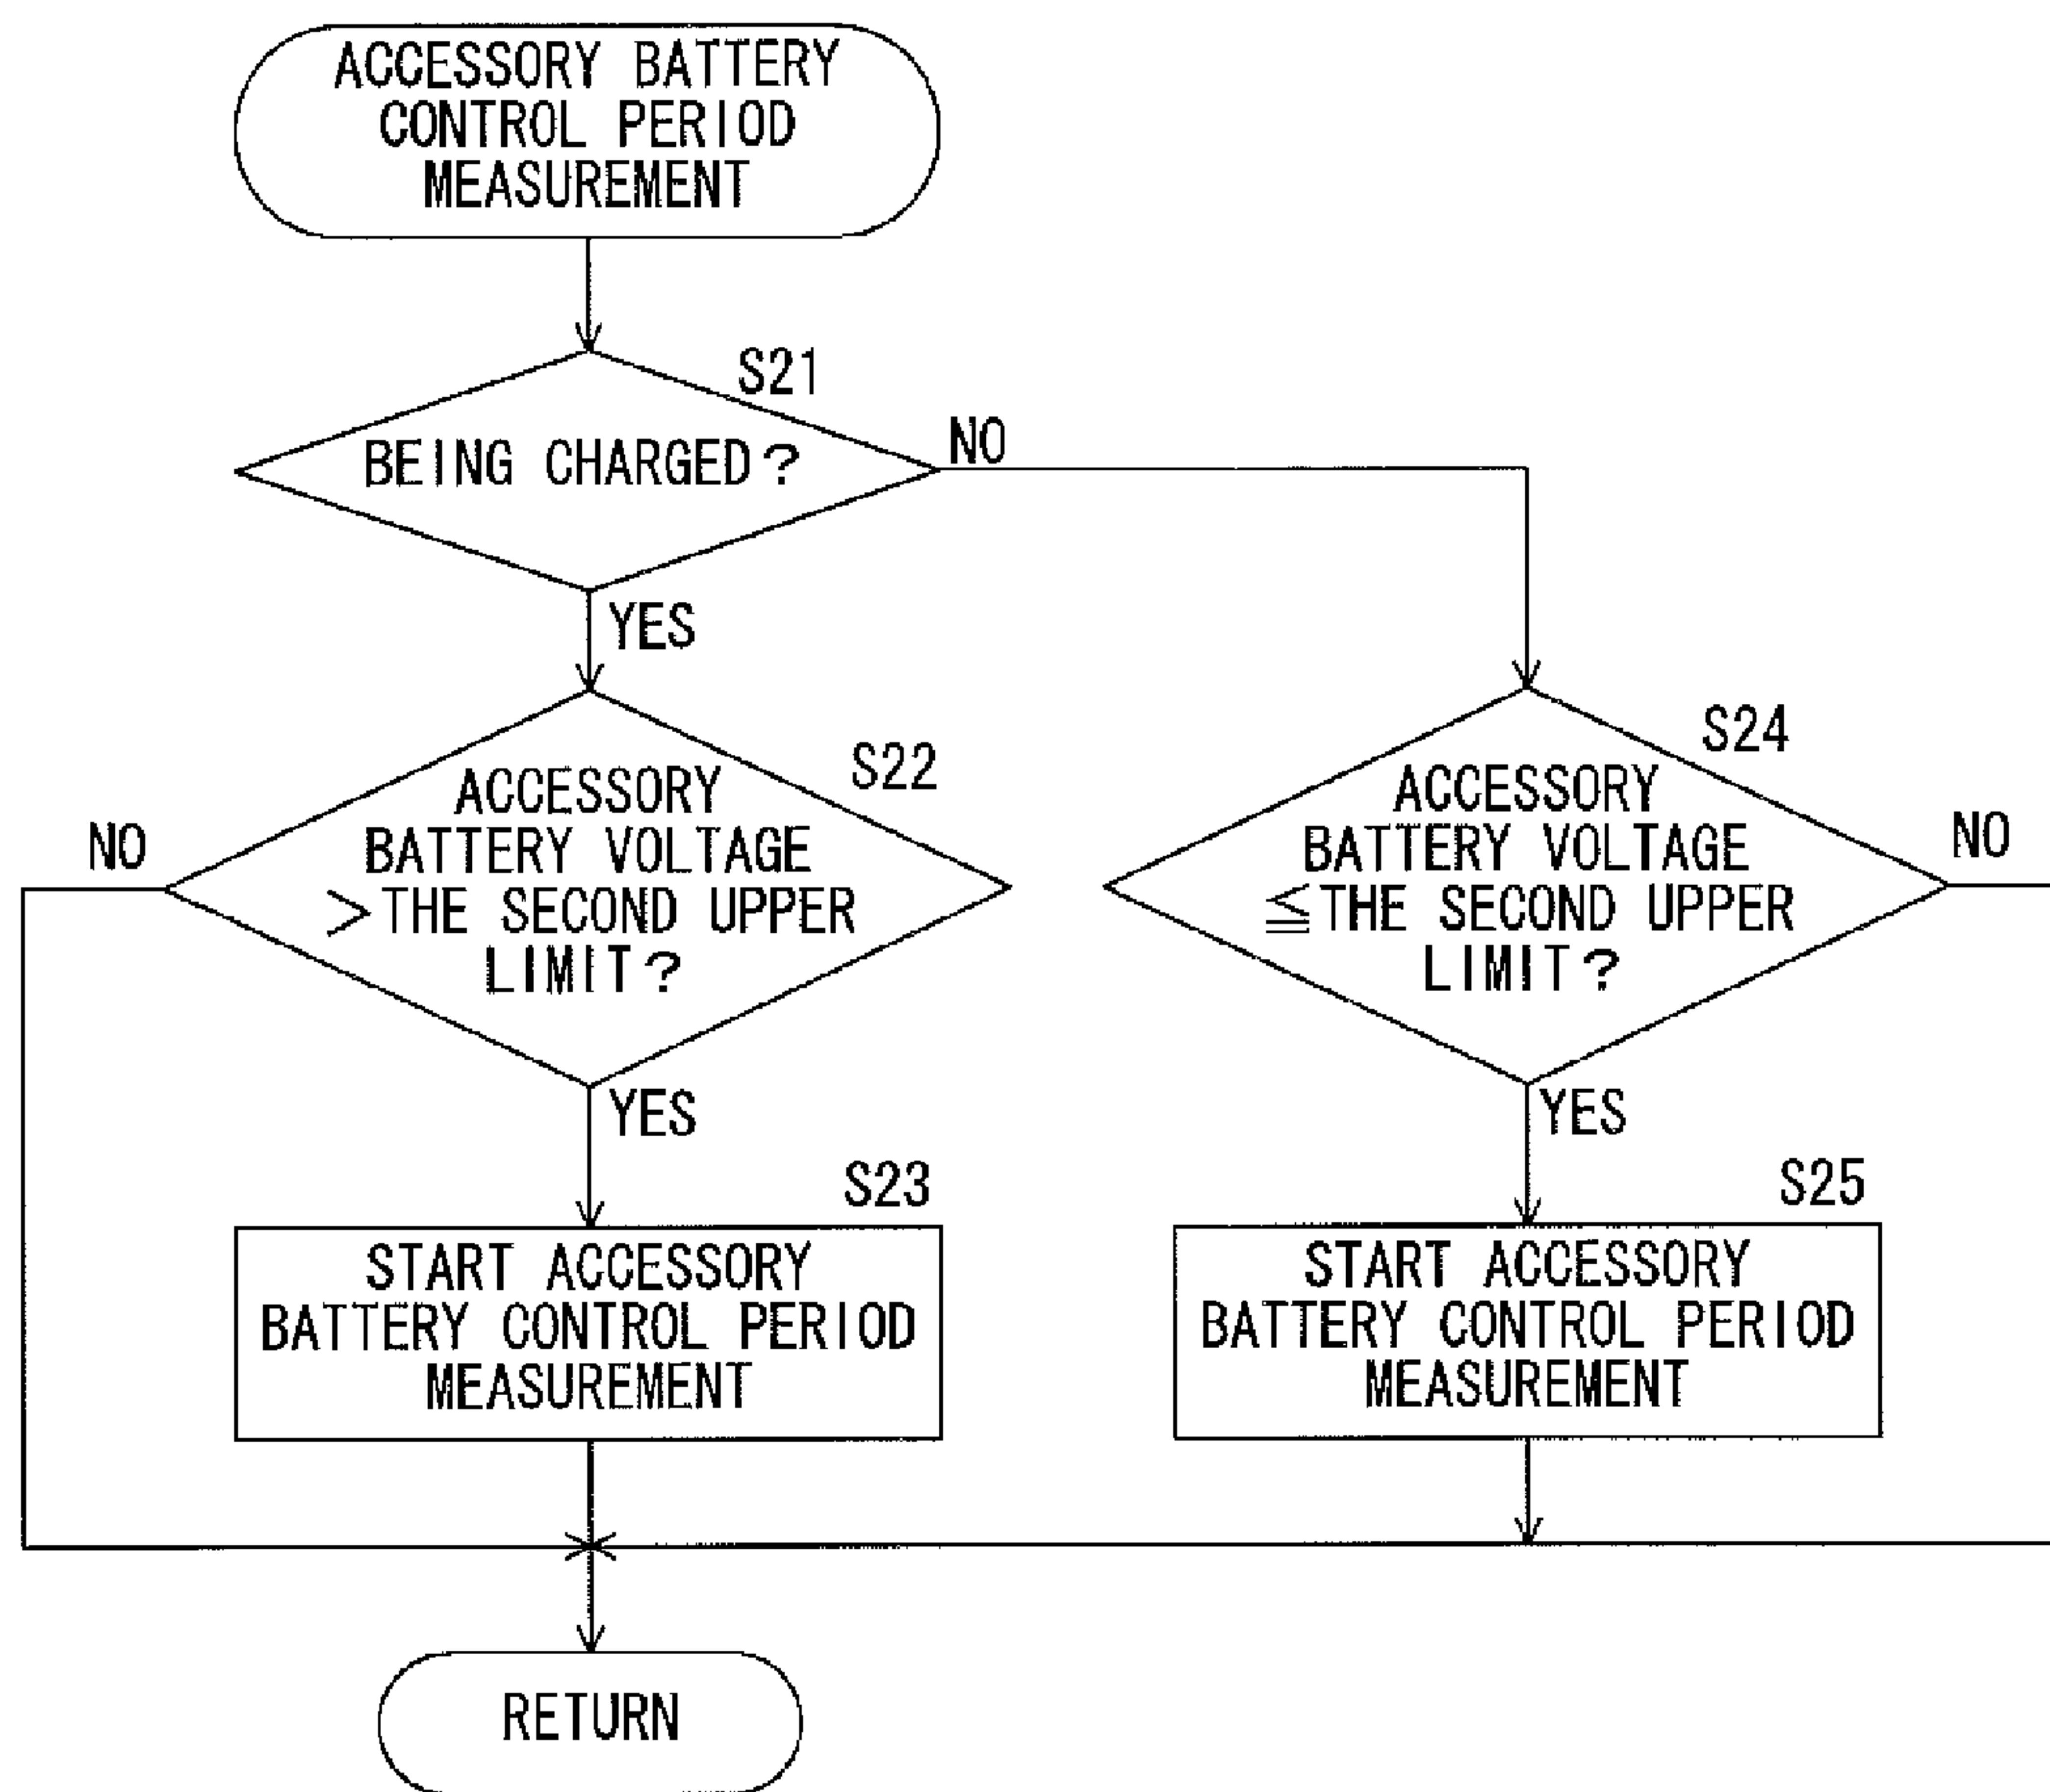 ACCESSORY BATTERY
CONTROL PERIOD
MEASUREMENT
S21
BEING CHARGED?
NO
YES
S22
ACCESSORY
BATTERY VOLTAGE
>THE SECOND UPPER
LIMIT?
NO
YES
S24
ACCESSORY
BATTERY VOLTAGE
≦THE SECOND UPPER
LIMIT?
NO
YES
S23
START ACCESSORY
BATTERY CONTROL PERIOD
MEASUREMENT
S25
START ACCESSORY
BATTERY CONTROL PERIOD
MEASUREMENT
RETURN